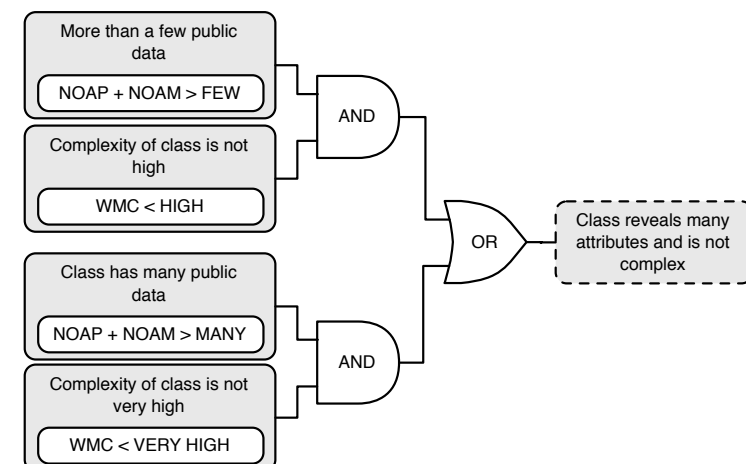 More than a few public
data
NOAP + NOAM > FEW
AND
Complexity of class is not
high
WMC < HIGH
OR
Class reveals many
attributes and is not
complex
Class has many public
data
NOAP + NOAM > MANY
AND
Complexity of class is not
very high
WMC < VERY HIGH